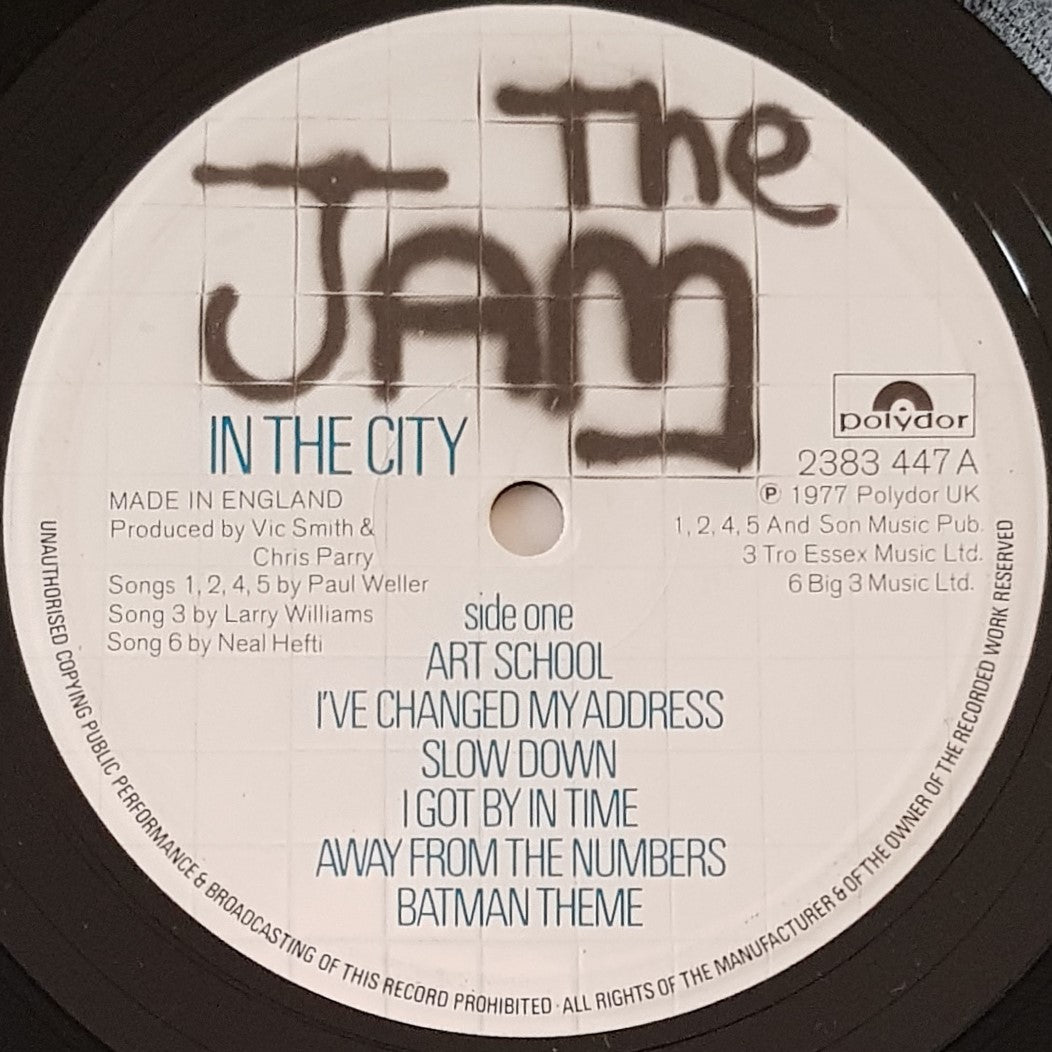 The
JAM
IN THE CITY
MADE IN ENGLAND
Produced by Vic Smith &
Chris Parry
Songs 1, 2, 4, 5 by Paul Weller
Song 3 by Larry Williams
Song 6 by Neal Hefti
polydor
2383 447 A
℗ 1977 Polydor UK
1, 2, 4, 5 And Son Music Pub.
3 Tro Essex Music Ltd.
6 Big 3 Music Ltd.
side one
ART SCHOOL
I'VE CHANGED MY ADDRESS
SLOW DOWN
I GOT BY IN TIME
AWAY FROM THE NUMBERS
BATMAN THEME
UNAUTHORISED COPYING PUBLIC PERFORMANCE & BROADCASTING OF THIS RECORD PROHIBITED · ALL RIGHTS OF THE MANUFACTURER & OF THE OWNER OF THE RECORDED WORK RESERVED